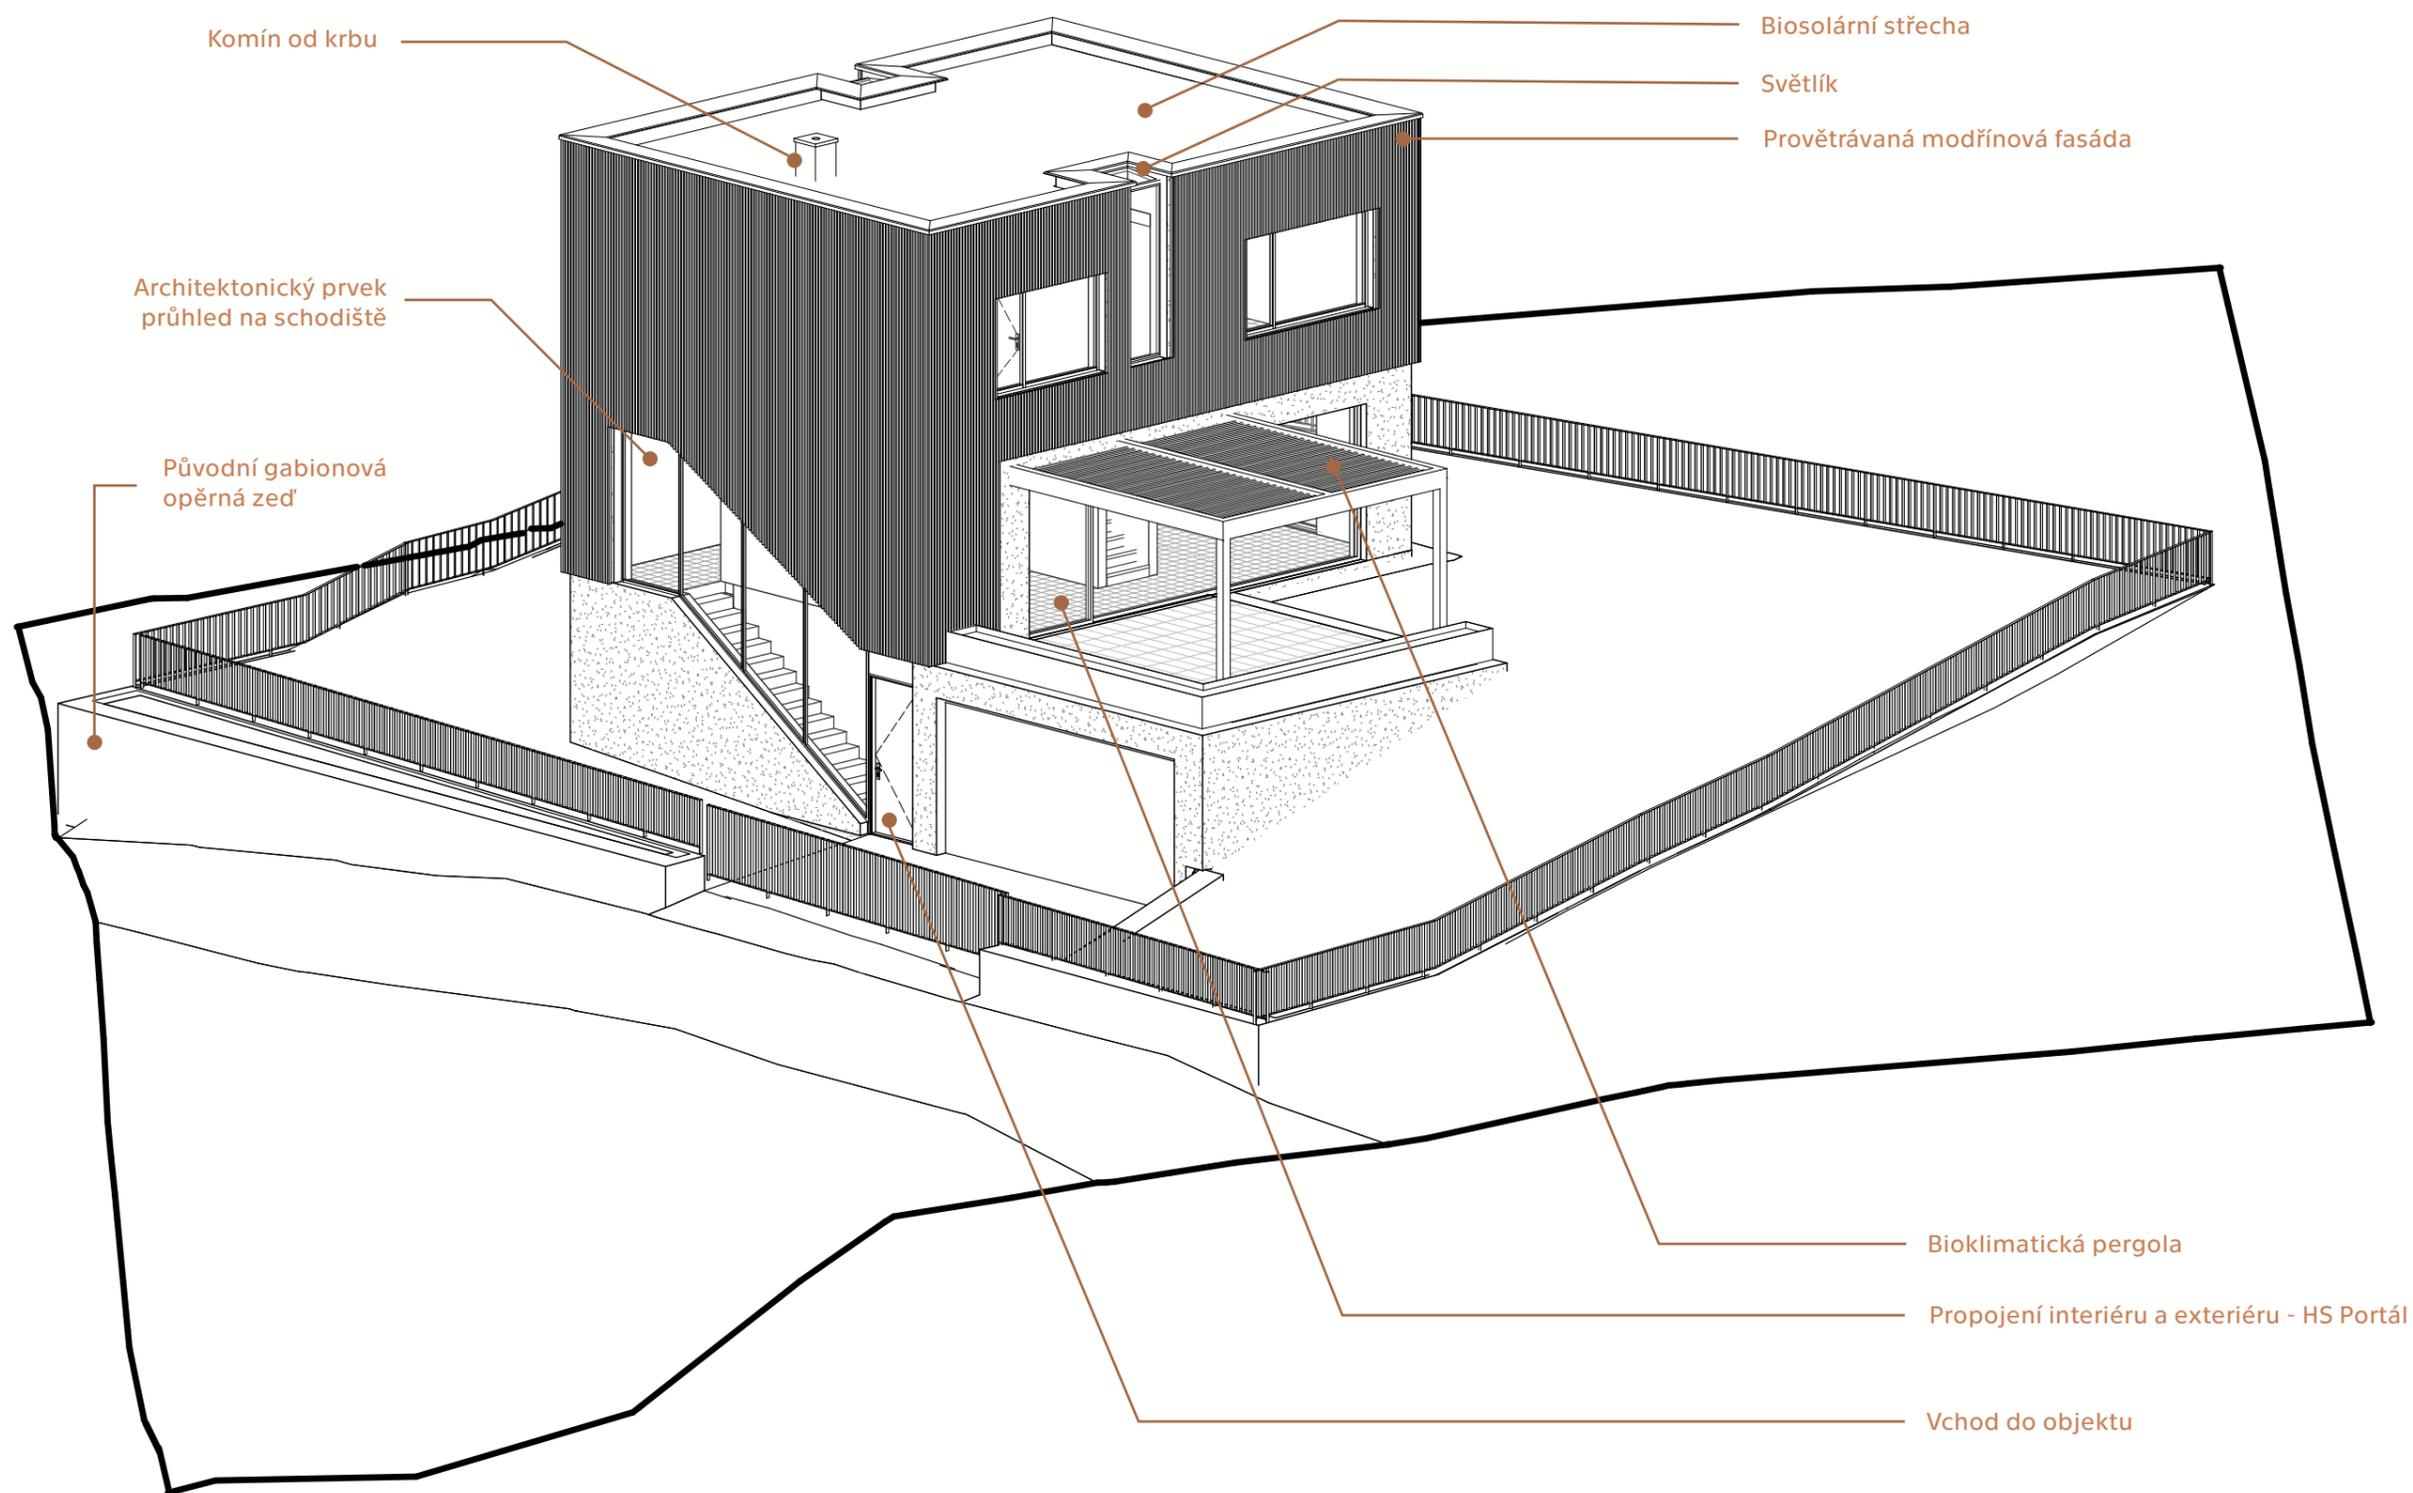 Komín od krbu
Biosolární střecha
Světlík
Provětrávaná modřínová fasáda
Architektonický prvek
průhled na schodiště
Původní gabionová
opěrná zeď
Bioklimatická pergola
Propojení interiéru a exteriéru - HS Portál
Vchod do objektu